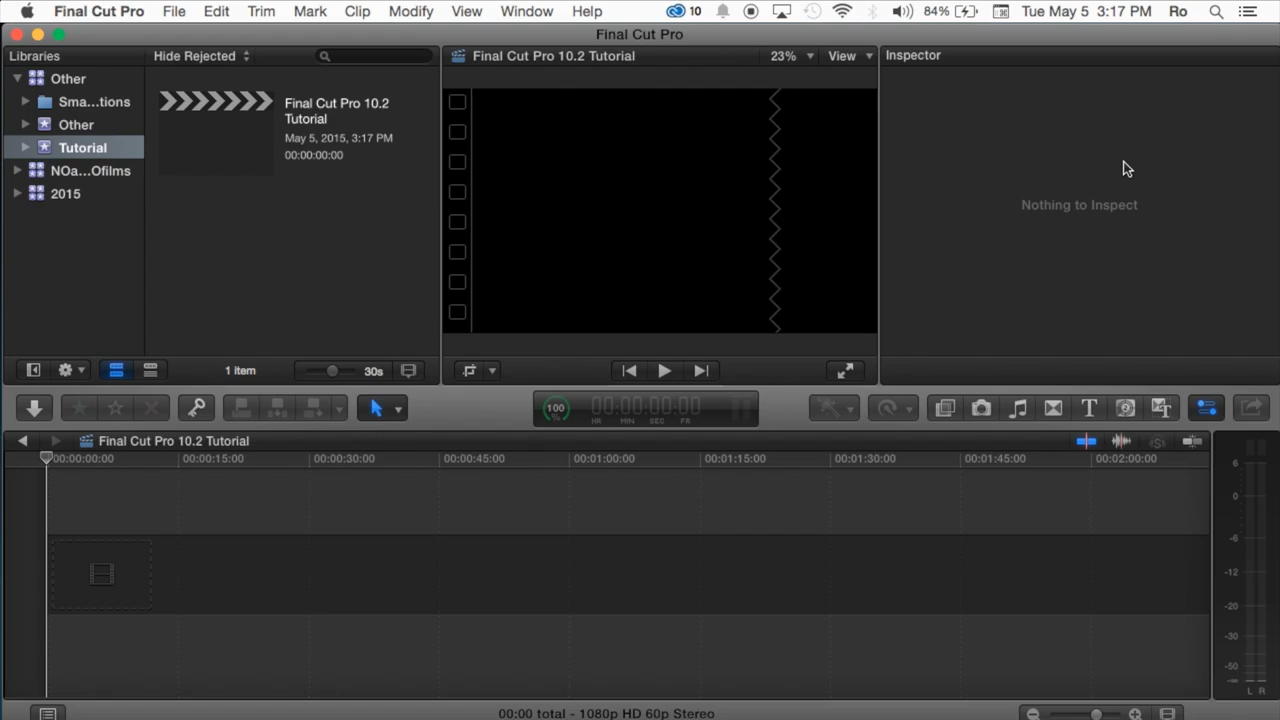 Final Cut Pro File Edit Trim Mark Clip Modify View Window Help 10 84% Tue May 5 3:17 PM Ro
Final Cut Pro
Libraries Hide Rejected Final Cut Pro 10.2 Tutorial 23% View Inspector
Other
Sma...tions
Other
Tutorial
NOa...Ofilms
2015
Final Cut Pro 10.2
Tutorial
May 5, 2015, 3:17 PM
00:00:00:00
Nothing to Inspect
1 item 30s
100 % 00:00:00:00
HR MIN SEC FR
T
Final Cut Pro 10.2 Tutorial
00:00:00:00 00:00:15:00 00:00:30:00 00:00:45:00 00:01:00:00 00:01:15:00 00:01:30:00 00:01:45:00 00:02:00:00
6
0
-6
-12
-20
-30
-50
-∞
L R
00:00 total - 1080p HD 60p Stereo